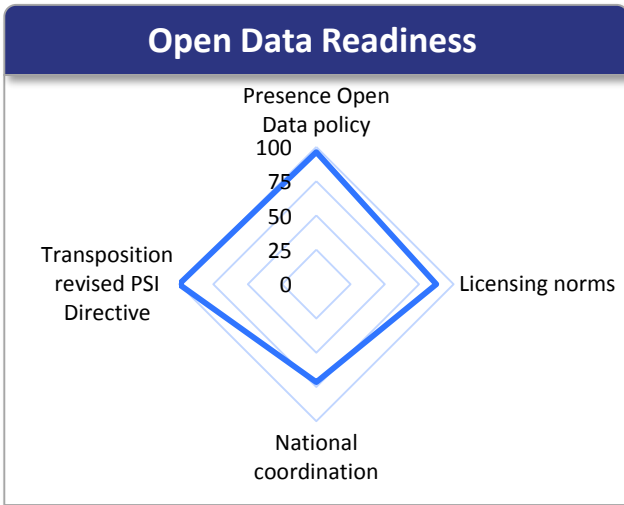 Open Data Readiness
Presence Open
Data policy
100
75
50
25
0
Transposition
revised PSI
Directive
Licensing norms
National
coordination